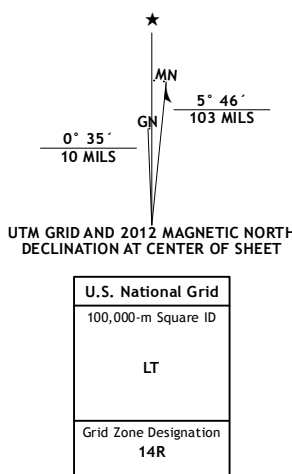 ★
MN
5° 46´
103 MILS
GN
0° 35´
10 MILS
UTM GRID AND 2012 MAGNETIC NORTH
DECLINATION AT CENTER OF SHEET
U.S. National Grid
100,000-m Square ID
LT
Grid Zone Designation
14R